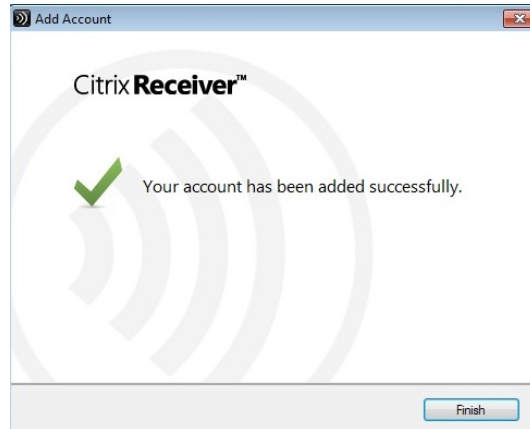 Add Account
Citrix Receiver™
Your account has been added successfully.
Finish